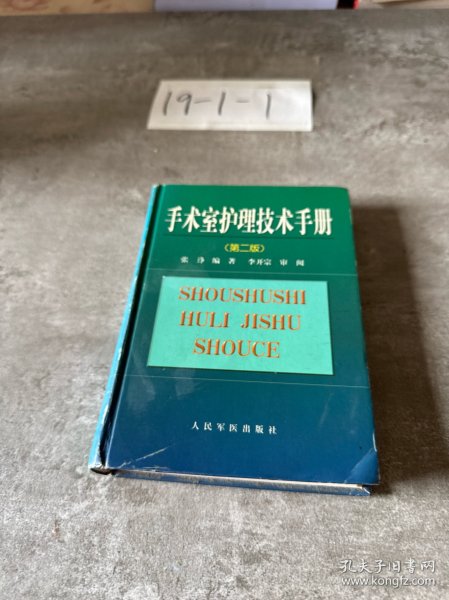 19-1-1
手术室护理技术手册
（第二版）
张净 编著 李开宗 审阅
SHOUSHUSHI
HULI JISHU
SHOUCE
人民军医出版社
孔夫子旧书网
www.kongfz.com